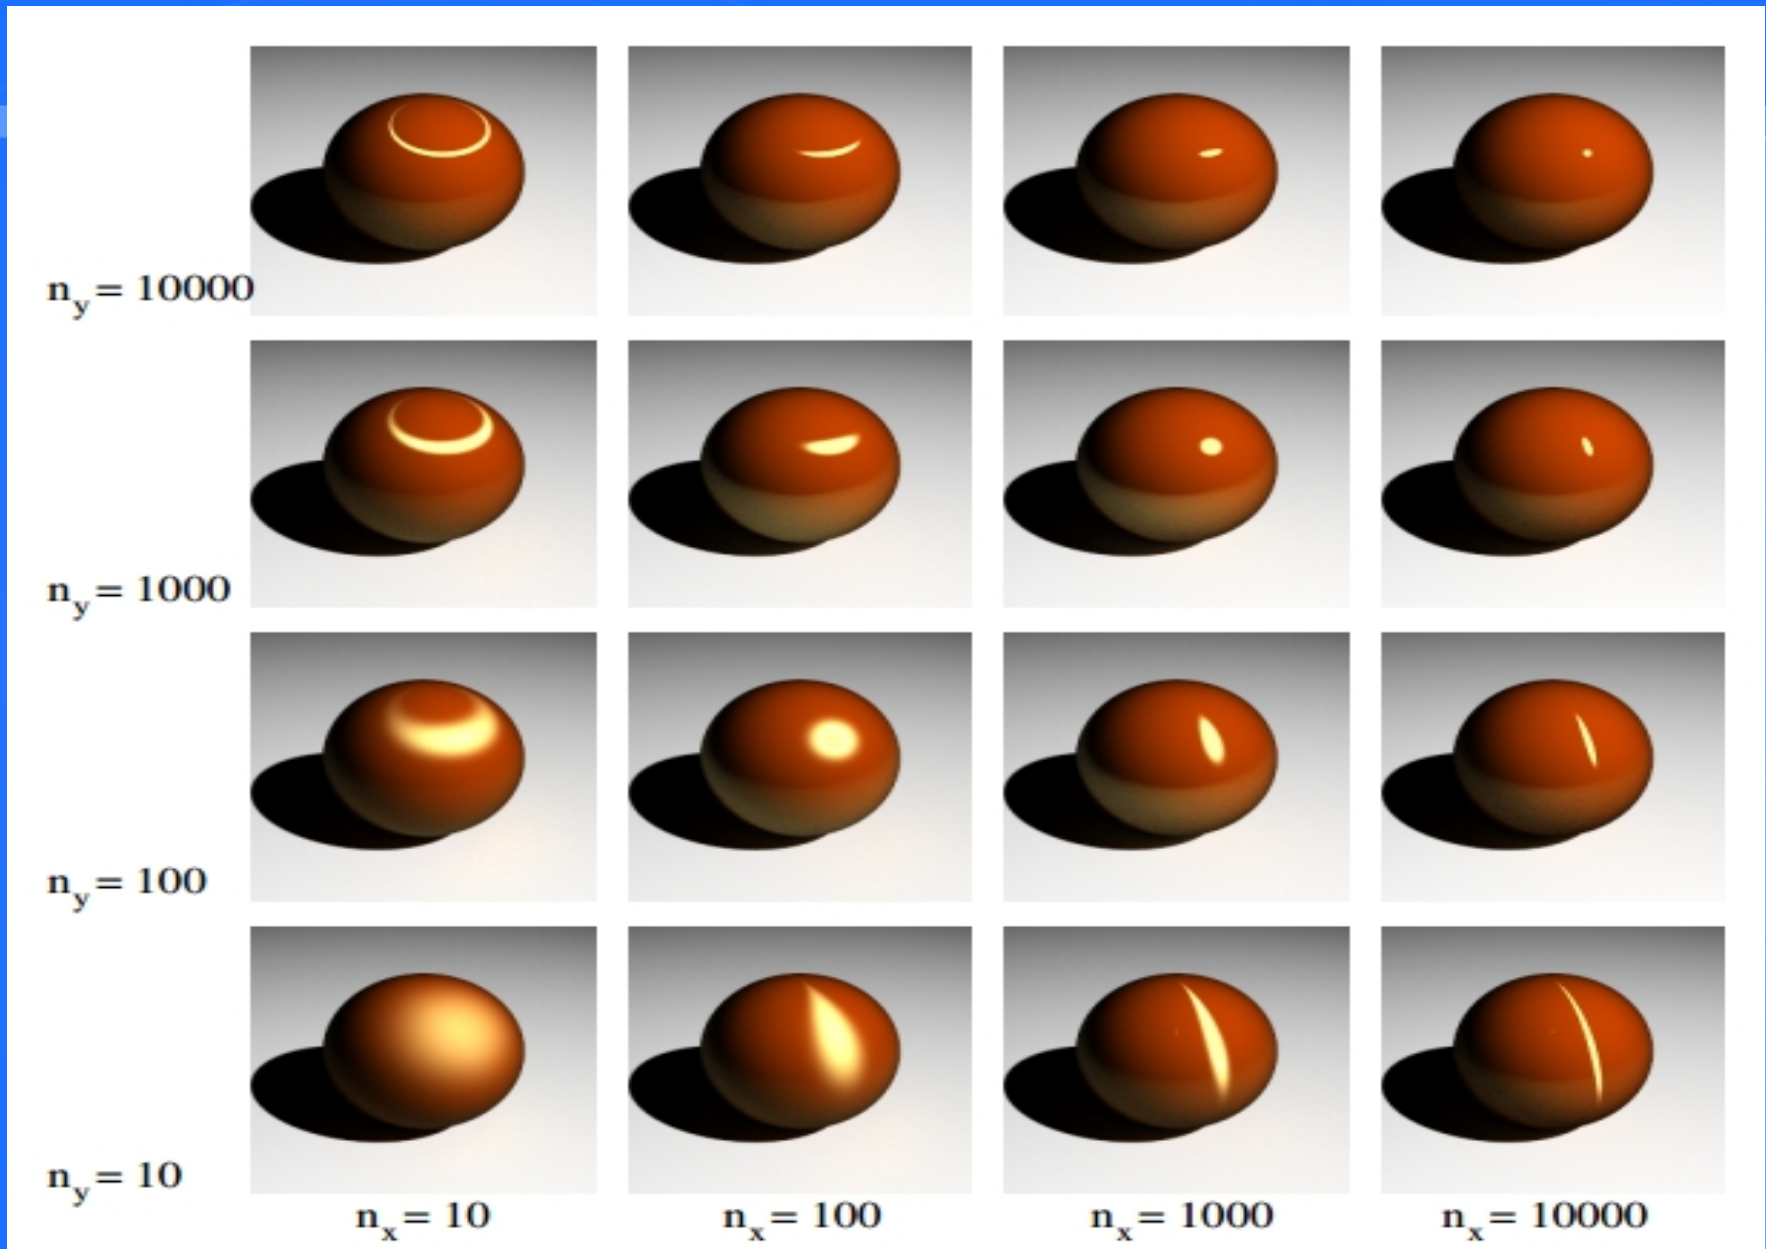 n_y = 10000
n_y = 1000
n_y = 100
n_y = 10
n_x = 10
n_x = 100
n_x = 1000
n_x = 10000